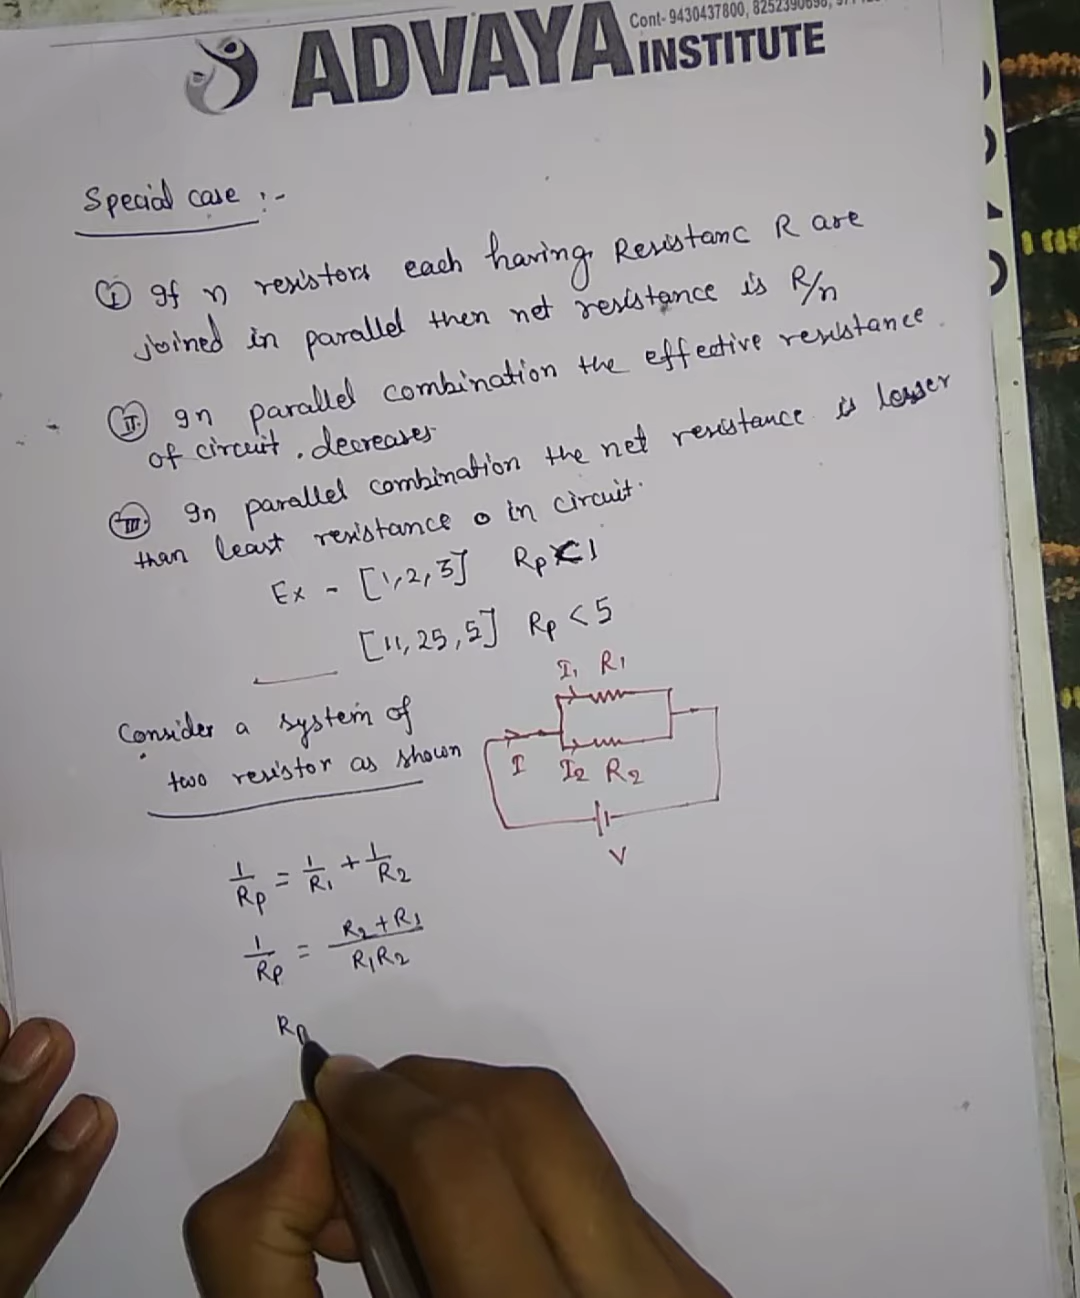 Cont- 9430437800, 8252390698,
ADVAYA INSTITUTE
Special case :-
(I) If n resistors each having Resistanc R are
joined in parallel then net resistance is R/n
(II) In parallel combination the effective resistance
of circuit . decreases
(III) In parallel combination the net resistance is lesser
than least resistance in circuit.
Ex - [1,2,3] Rp < 1
[11, 25, 5] Rp < 5
I1 R1
Consider a system of
two resistor as shown
I I2 R2
V
1/Rp = 1/R1 + 1/R2
1/Rp = R2 + R1 / R1R2
Rp